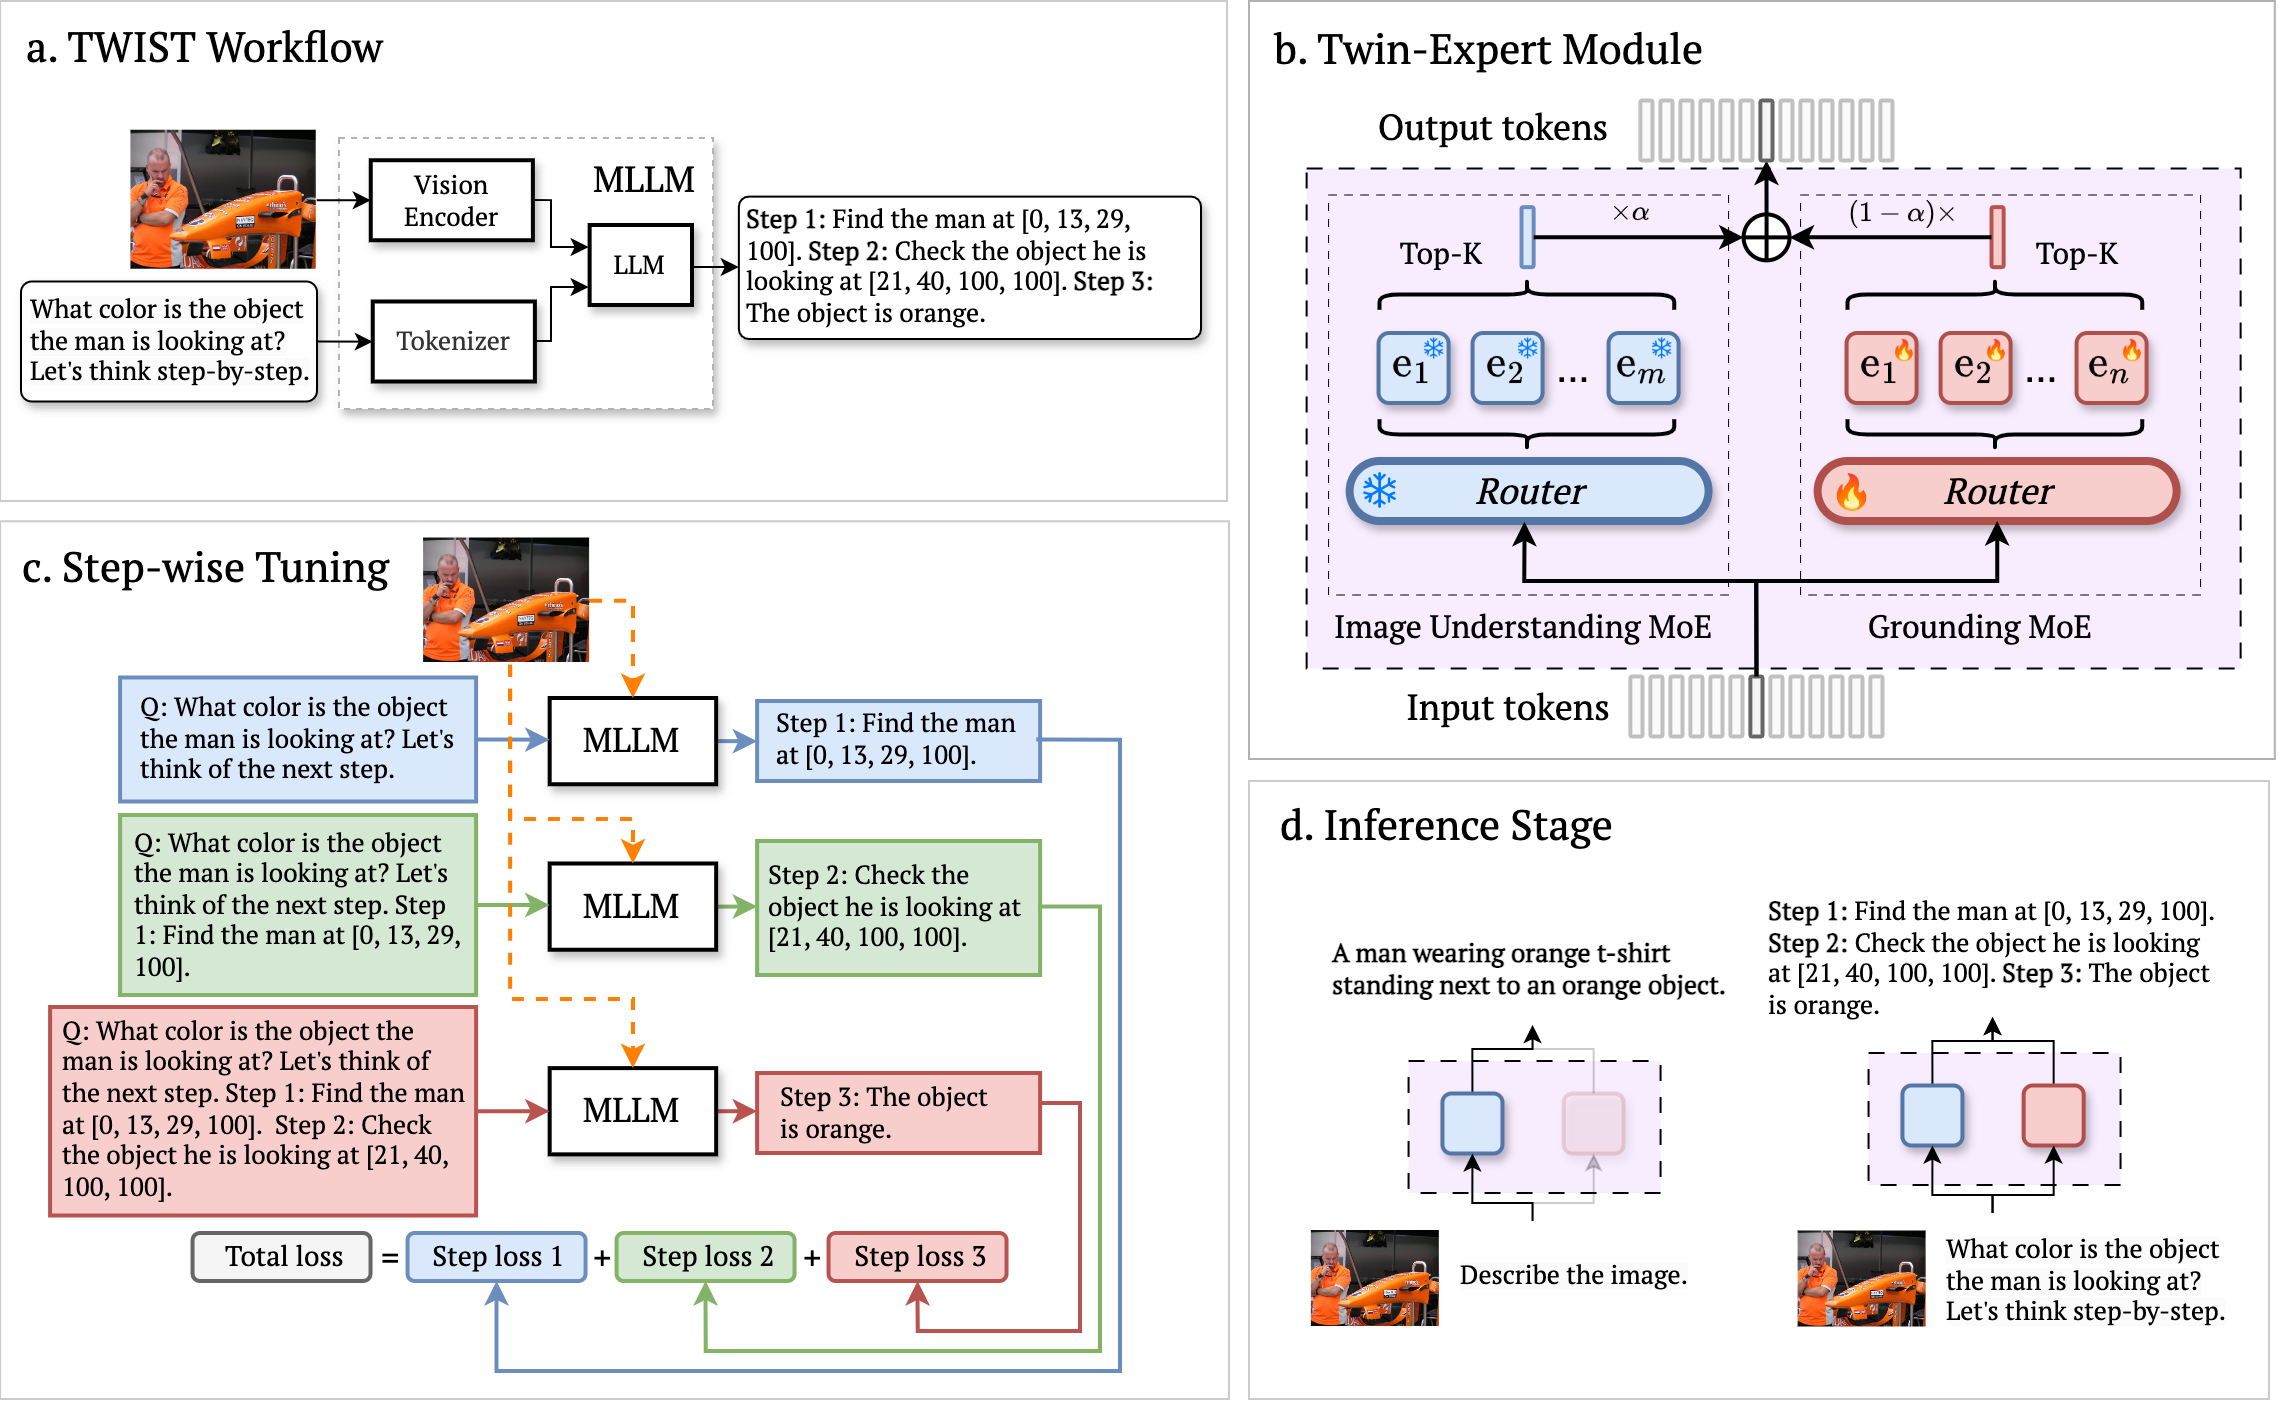 a. TWIST Workflow
Vision
Encoder
MLLM
LLM
Tokenizer
What color is the object
the man is looking at?
Let's think step-by-step.
Step 1: Find the man at [0, 13, 29,
100]. Step 2: Check the object he is
looking at [21, 40, 100, 100]. Step 3:
The object is orange.
b. Twin-Expert Module
Output tokens
×α
(1 − α)×
Top-K
Top-K
e1
e2
...
em
e1
e2
...
en
Router
Router
Image Understanding MoE
Grounding MoE
Input tokens
c. Step-wise Tuning
Q: What color is the object
the man is looking at? Let's
think of the next step.
MLLM
Step 1: Find the man
at [0, 13, 29, 100].
Q: What color is the object
the man is looking at? Let's
think of the next step. Step
1: Find the man at [0, 13, 29,
100].
MLLM
Step 2: Check the
object he is looking at
[21, 40, 100, 100].
Q: What color is the object the
man is looking at? Let's think of
the next step. Step 1: Find the man
at [0, 13, 29, 100]. Step 2: Check
the object he is looking at [21, 40,
100, 100].
MLLM
Step 3: The object
is orange.
Total loss = Step loss 1 + Step loss 2 + Step loss 3
d. Inference Stage
A man wearing orange t-shirt
standing next to an orange object.
Describe the image.
Step 1: Find the man at [0, 13, 29, 100].
Step 2: Check the object he is looking
at [21, 40, 100, 100]. Step 3: The object
is orange.
What color is the object
the man is looking at?
Let's think step-by-step.